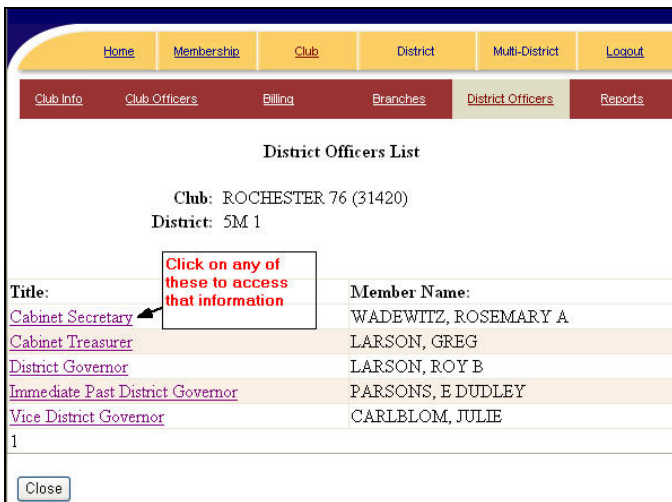 Home Membership Club District Multi-District Logout
Club Info Club Officers Billing Branches District Officers Reports
District Officers List
Club: ROCHESTER 76 (31420)
District: 5M 1
Click on any of
these to access
that information
Title: Member Name:
Cabinet Secretary WADEWITZ, ROSEMARY A
Cabinet Treasurer LARSON, GREG
District Governor LARSON, ROY B
Immediate Past District Governor PARSONS, E DUDLEY
Vice District Governor CARLBLOM, JULIE
1
Close